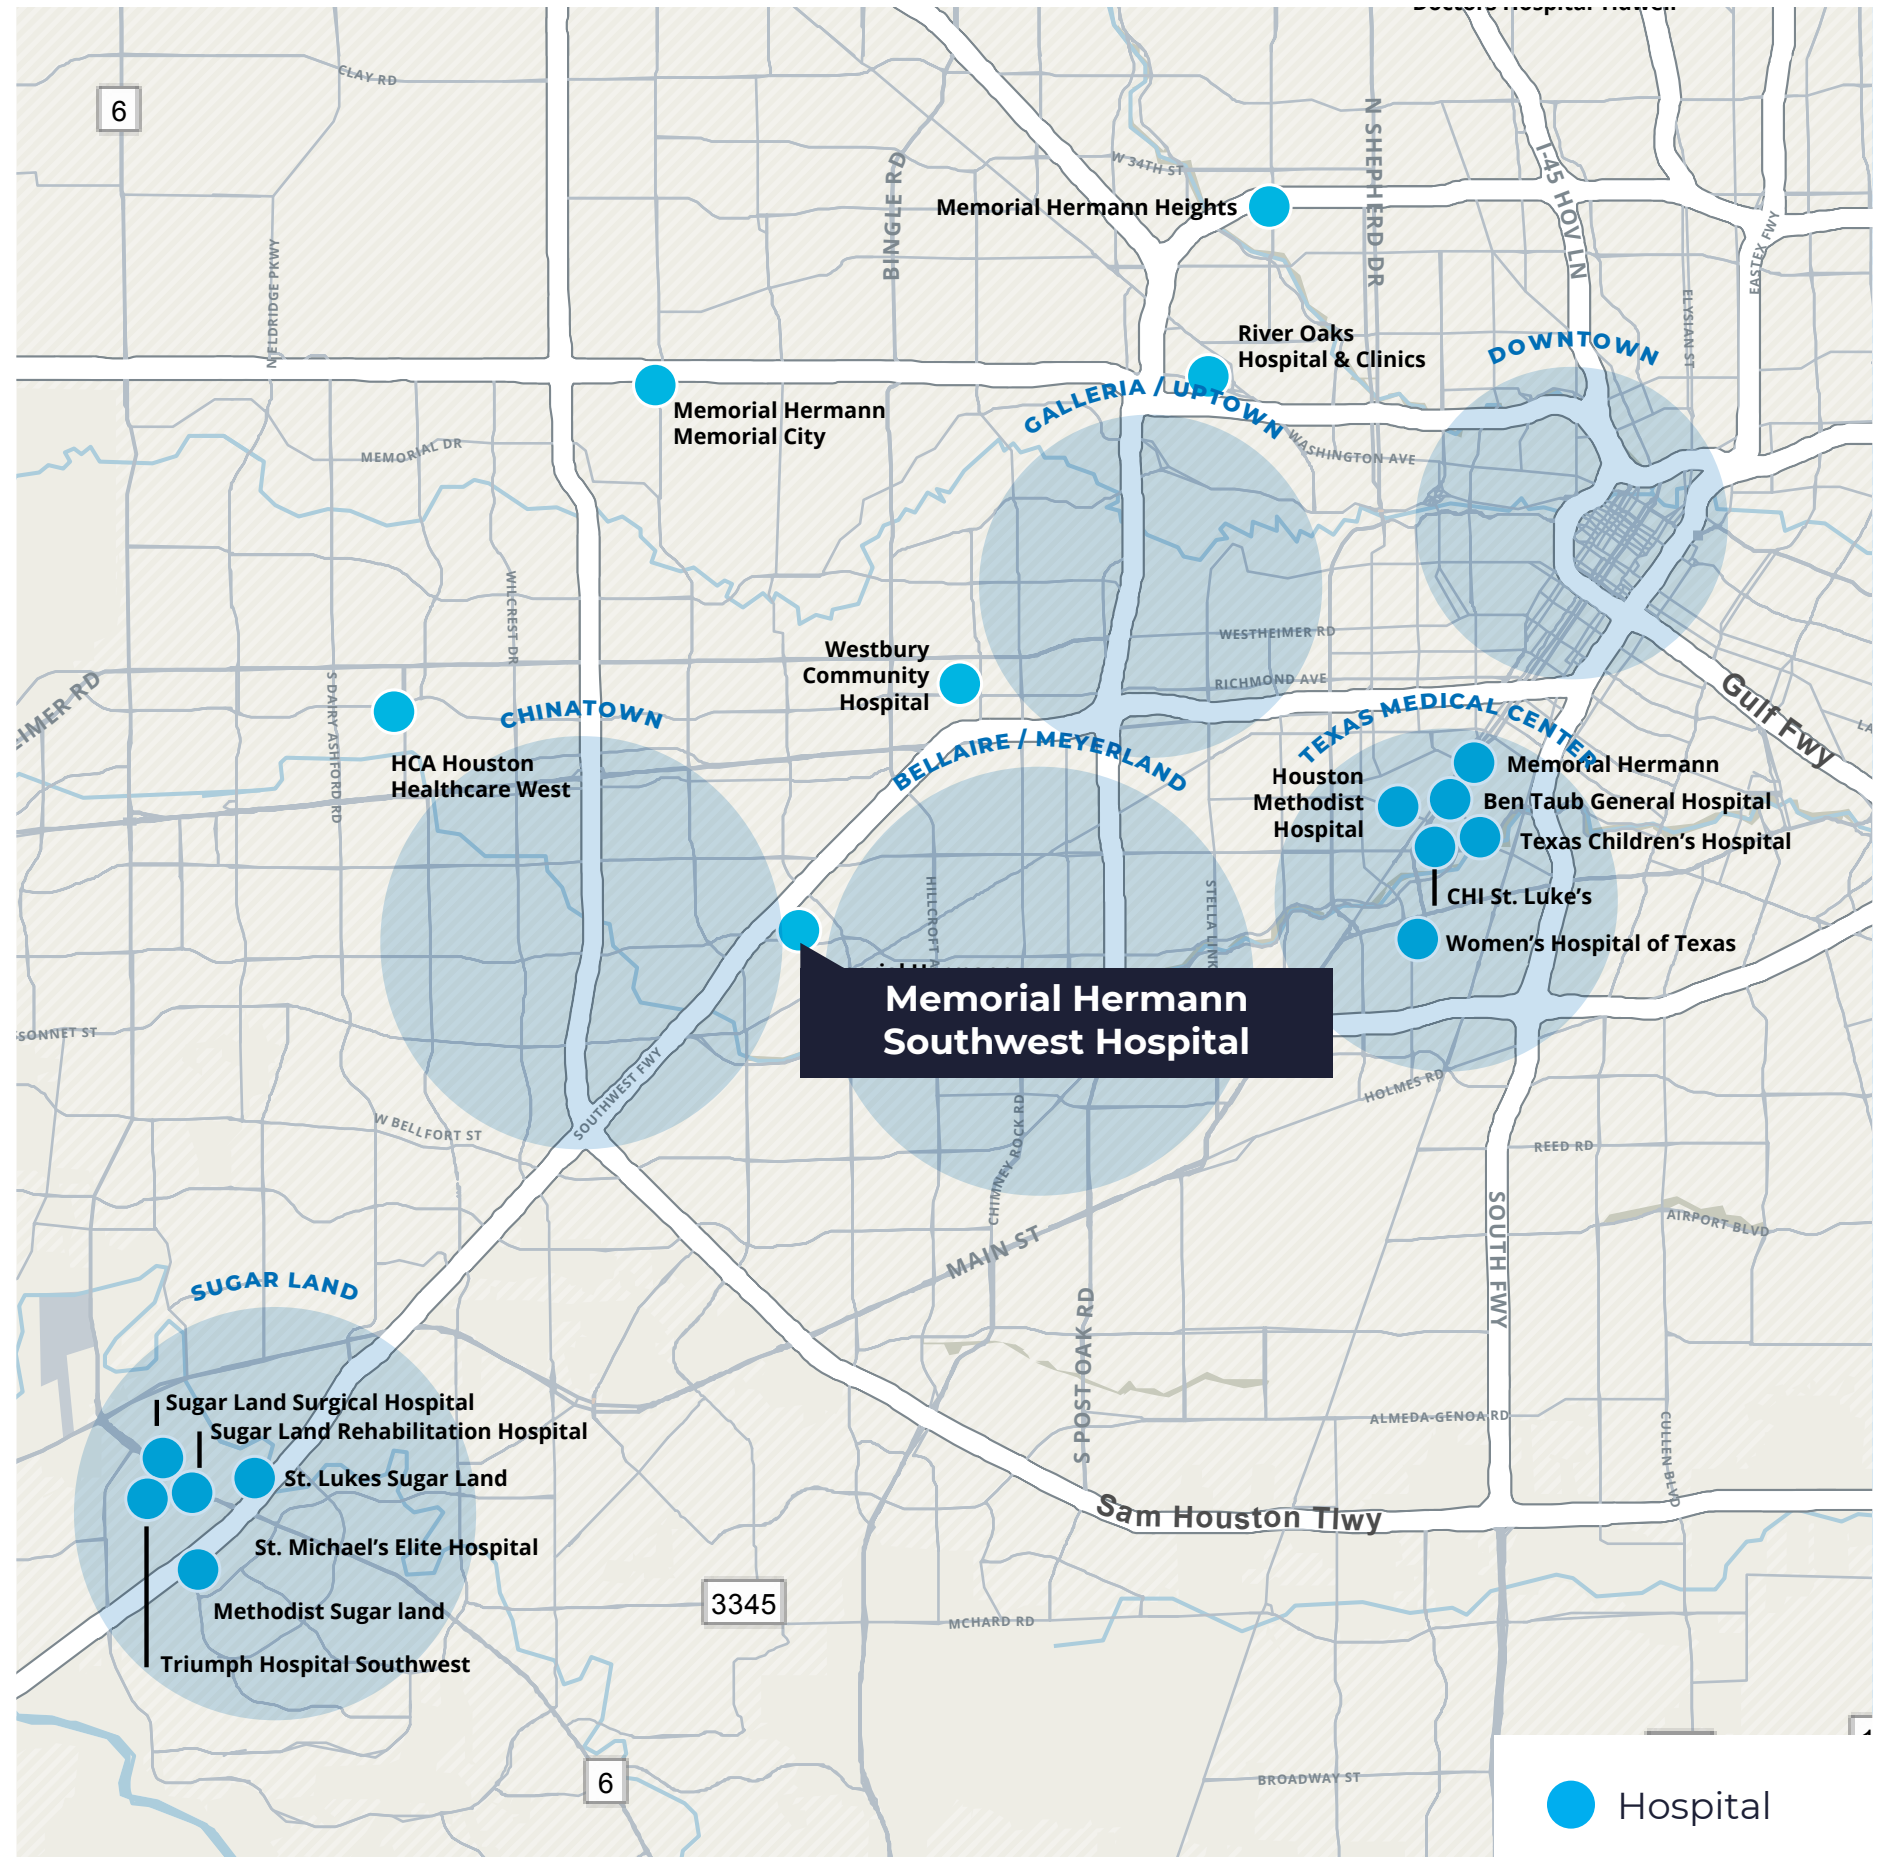 CLAY RD
6
BINGLE RD
W 34TH ST
N SHEPHERD DR
I-45 HOV LN
EASTEX FWY
ELYSIAN ST
N ELDRIDGE PKWY
Memorial Hermann Heights
River Oaks
Hospital & Clinics
DOWNTOWN
GALLERIA / UPTOWN
Memorial Hermann
Memorial City
MEMORIAL DR
WASHINGTON AVE
WILCREST DR
WESTHEIMER RD
RICHMOND AVE
Westbury
Community
Hospital
S DAIRY ASHFORD RD
CHINATOWN
HCA Houston
Healthcare West
BELLAIRE / MEYERLAND
TEXAS MEDICAL CENTER
Gulf Fwy
Houston
Methodist
Hospital
Memorial Hermann
Ben Taub General Hospital
Texas Children's Hospital
CHI St. Luke's
Women's Hospital of Texas
STELLA LINK
Memorial Hermann
Southwest Hospital
SONNET ST
SOUTHWEST FWY
W BELLFORT ST
CHIMNEY ROCK RD
HOLMES RD
REED RD
AIRPORT BLVD
SOUTH FWY
MAIN ST
S POST OAK RD
SUGAR LAND
Sugar Land Surgical Hospital
Sugar Land Rehabilitation Hospital
St. Lukes Sugar Land
St. Michael's Elite Hospital
Methodist Sugar land
Triumph Hospital Southwest
ALMEDA-GENOA RD
CULLEN BLVD
Sam Houston Tlwy
3345
MCHARD RD
6
BROADWAY ST
Hospital